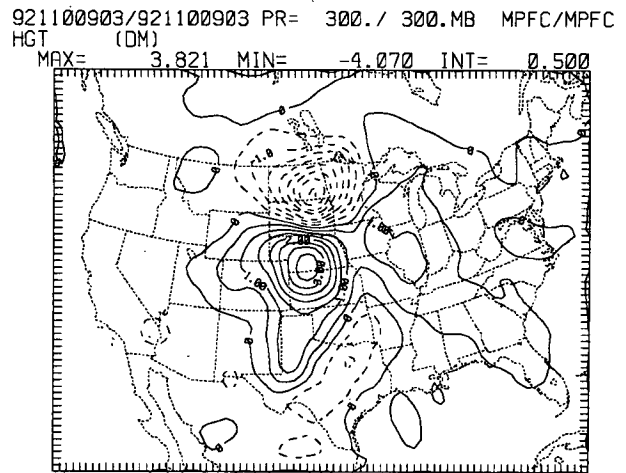 921100903/921100903 PR= 300./ 300.MB MPFC/MPFC
HGT (DM)
MAX= 3.821 MIN= -4.070 INT= 0.500